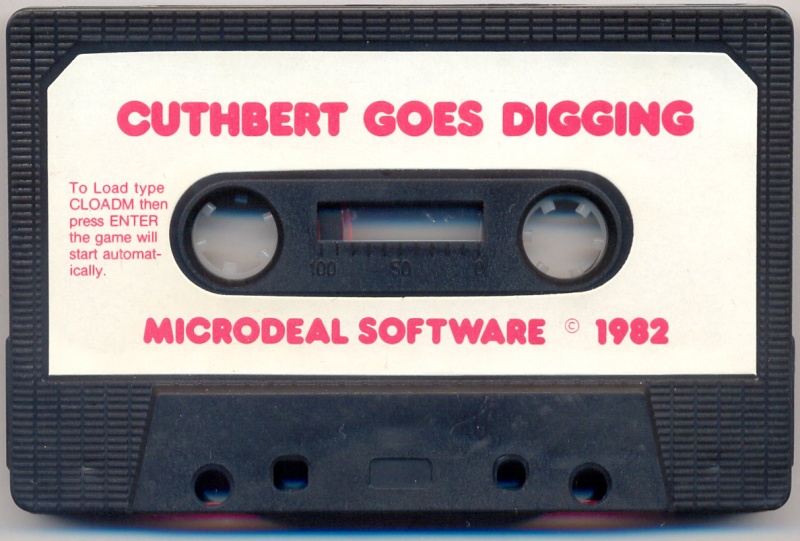 CUTHBERT GOES DIGGING
To Load type
CLOADM then
press ENTER
the game will
start automat-
ically.
100 50 0
MICRODEAL SOFTWARE © 1982